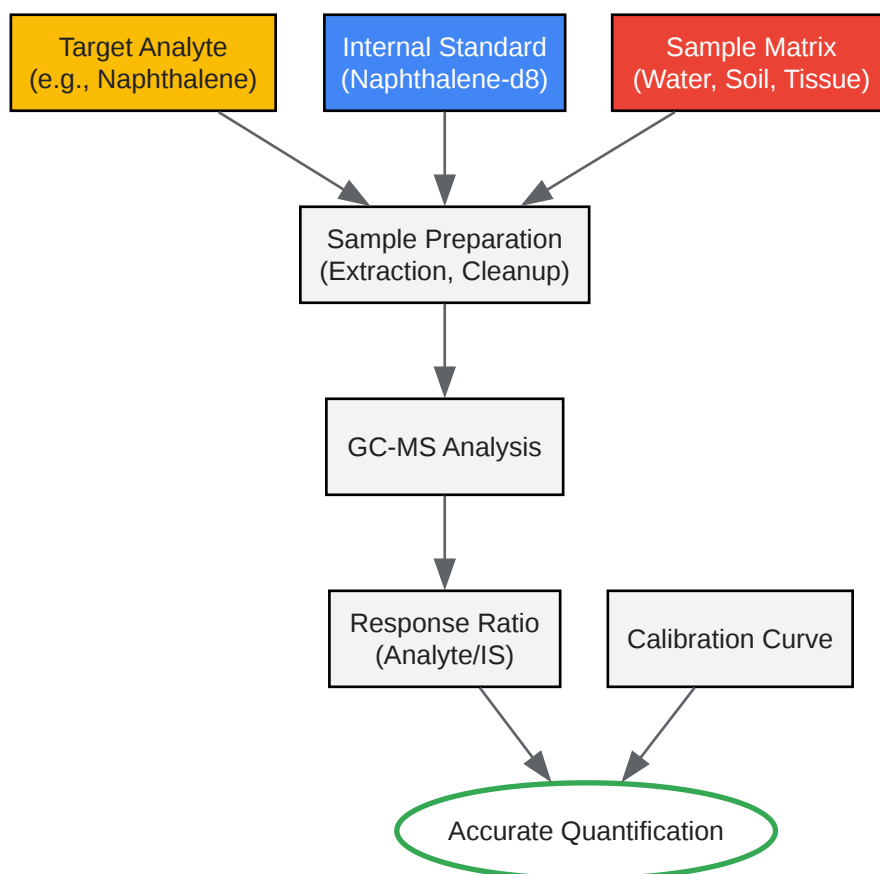 Target Analyte
(e.g., Naphthalene)
Internal Standard
(Naphthalene-d8)
Sample Matrix
(Water, Soil, Tissue)
Sample Preparation
(Extraction, Cleanup)
GC-MS Analysis
Response Ratio
(Analyte/IS)
Calibration Curve
Accurate Quantification